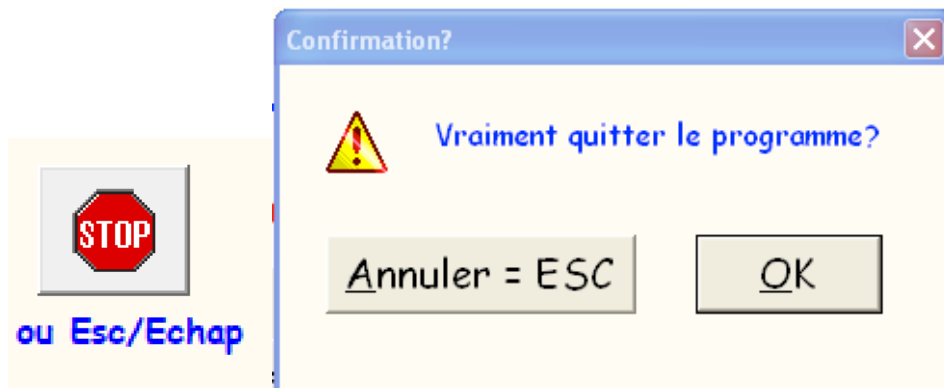 Confirmation?
Vraiment quitter le programme?
STOP
Annuler = ESC
OK
ou Esc/Echap